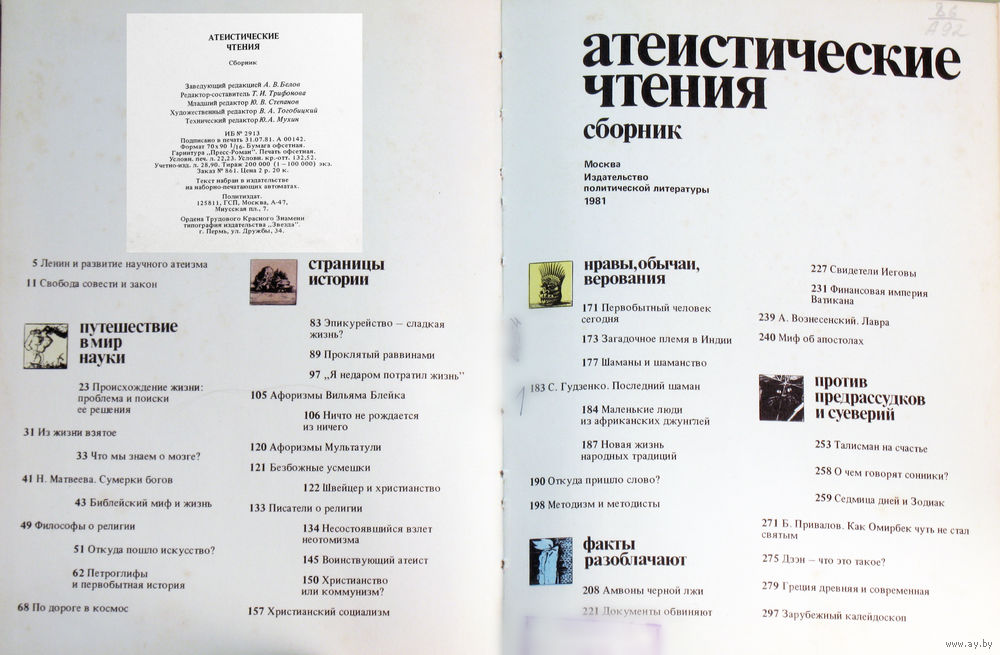 АТЕИСТИЧЕСКИЕ
ЧТЕНИЯ
Сборник
Заведующий редакцией А. В. Белов
Редактор-составитель Т. И. Трифонова
Младший редактор Ю. В. Степанов
Художественный редактор В. А. Тогобицкий
Технический редактор Ю. А. Мухин
ИБ № 2913
Подписано в печать 31.07.81. А 00142.
Формат 70х90 1/16. Бумага офсетная.
Гарнитура „Пресс-Роман". Печать офсетная.
Условн. печ. л. 22,23. Условн. кр.-отт. 132,52.
Учетно-изд. л. 28,90. Тираж 200 000 (1 – 100 000) экз.
Заказ № 861. Цена 2 р. 20 к.
Текст набран в издательстве
на наборно-печатающих автоматах.
Политиздат.
125811, ГСП, Москва, А-47,
Миусская пл., 7.
Ордена Трудового Красного Знамени
типография издательства „Звезда".
г. Пермь, ул. Дружбы, 34.
5 Ленин и развитие научного атеизма
11 Свобода совести и закон
путешествие
в мир
науки
23 Происхождение жизни:
проблема и поиски
ее решения
31 Из жизни взятое
33 Что мы знаем о мозге?
41 Н. Матвеева. Сумерки богов
43 Библейский миф и жизнь
49 Философы о религии
51 Откуда пошло искусство?
62 Петроглифы
и первобытная история
68 По дороге в космос
страницы
истории
83 Эпикурейство – сладкая
жизнь?
89 Проклятый раввинами
97 „Я недаром потратил жизнь"
105 Афоризмы Вильяма Блейка
106 Ничто не рождается
из ничего
120 Афоризмы Мультатули
121 Безбожные усмешки
122 Швейцер и христианство
133 Писатели о религии
134 Несостоявшийся взлет
неотомизма
145 Воинствующий атеист
150 Христианство
или коммунизм?
157 Христианский социализм
86
А92
атеистические
чтения
сборник
Москва
Издательство
политической литературы
1981
нравы, обычаи,
верования
171 Первобытный человек
сегодня
173 Загадочное племя в Индии
177 Шаманы и шаманство
183 С. Гудзенко. Последний шаман
184 Маленькие люди
из африканских джунглей
187 Новая жизнь
народных традиций
190 Откуда пришло слово?
198 Методизм и методисты
факты
разоблачают
208 Амвоны черной лжи
221 Документы обвиняют
227 Свидетели Иеговы
231 Финансовая империя
Ватикана
239 А. Вознесенский. Лавра
240 Миф об апостолах
против
предрассудков
и суеверий
253 Талисман на счастье
258 О чем говорят сонники?
259 Седмица дней и Зодиак
271 Б. Привалов. Как Омирбек чуть не стал
святым
275 Дзэн – что это такое?
279 Греция древняя и современная
297 Зарубежный калейдоскоп
www.ay.by